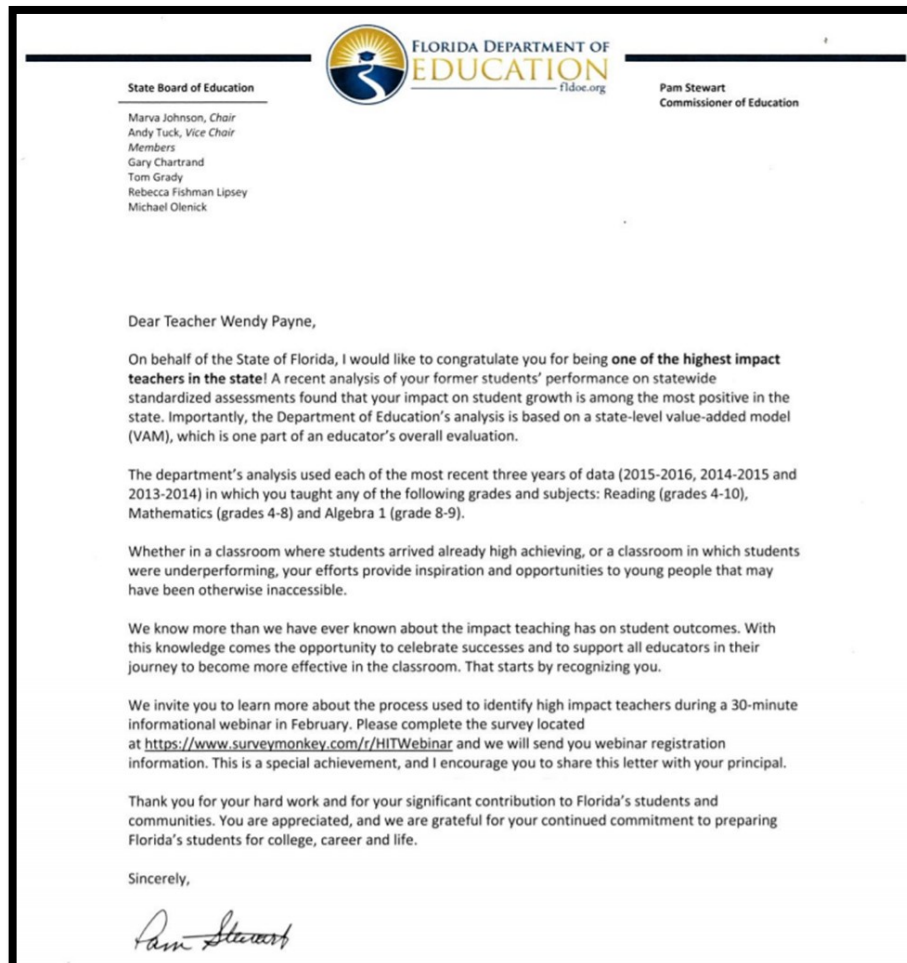 FLORIDA DEPARTMENT OF
EDUCATION
fldoe.org
State Board of Education
Marva Johnson, Chair
Andy Tuck, Vice Chair
Members
Gary Chartrand
Tom Grady
Rebecca Fishman Lipsey
Michael Olenick
Pam Stewart
Commissioner of Education
Dear Teacher Wendy Payne,
On behalf of the State of Florida, I would like to congratulate you for being one of the highest impact
teachers in the state! A recent analysis of your former students' performance on statewide
standardized assessments found that your impact on student growth is among the most positive in the
state. Importantly, the Department of Education's analysis is based on a state-level value-added model
(VAM), which is one part of an educator's overall evaluation.
The department's analysis used each of the most recent three years of data (2015-2016, 2014-2015 and
2013-2014) in which you taught any of the following grades and subjects: Reading (grades 4-10),
Mathematics (grades 4-8) and Algebra 1 (grade 8-9).
Whether in a classroom where students arrived already high achieving, or a classroom in which students
were underperforming, your efforts provide inspiration and opportunities to young people that may
have been otherwise inaccessible.
We know more than we have ever known about the impact teaching has on student outcomes. With
this knowledge comes the opportunity to celebrate successes and to support all educators in their
journey to become more effective in the classroom. That starts by recognizing you.
We invite you to learn more about the process used to identify high impact teachers during a 30-minute
informational webinar in February. Please complete the survey located
at https://www.surveymonkey.com/r/HITWebinar and we will send you webinar registration
information. This is a special achievement, and I encourage you to share this letter with your principal.
Thank you for your hard work and for your significant contribution to Florida's students and
communities. You are appreciated, and we are grateful for your continued commitment to preparing
Florida's students for college, career and life.
Sincerely,
Pam Stewart